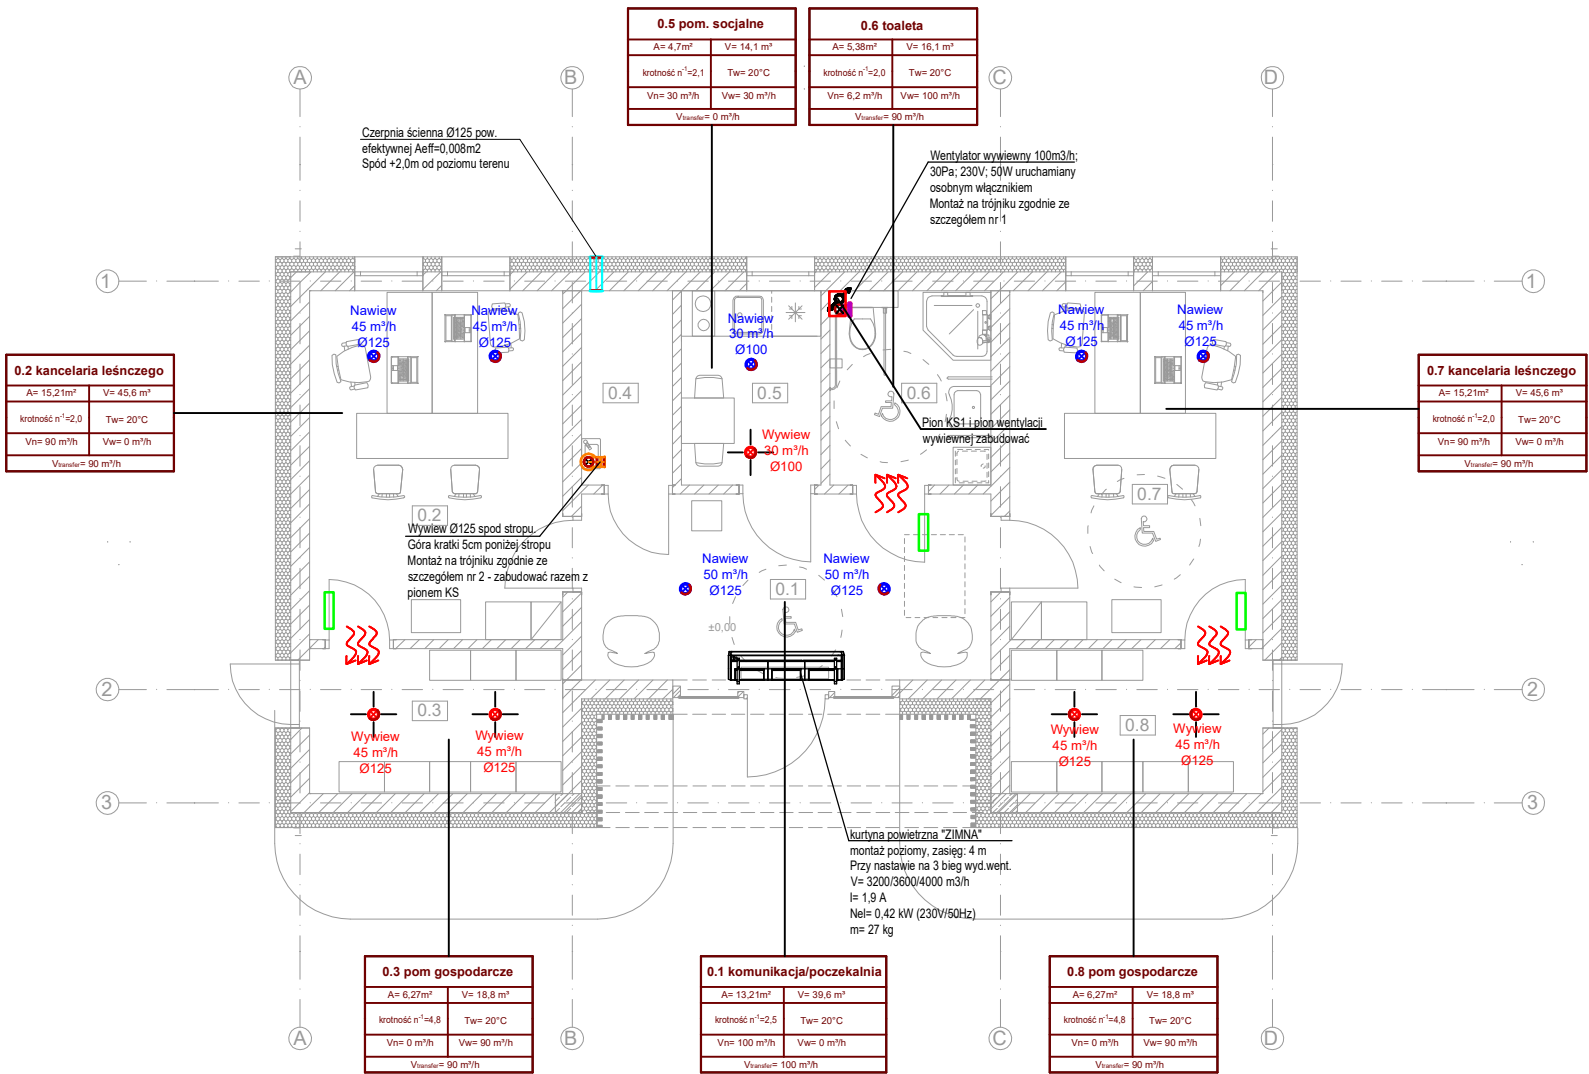 0.5 pom. socjalne
A= 4,7m²
V= 14,1 m³
krotność n⁻¹=2,1
Tw= 20°C
Vn= 30 m³/h
Vw= 30 m³/h
Vtransfer= 0 m³/h
0.6 toaleta
A= 5,38m²
V= 16,1 m³
krotność n⁻¹=2,0
Tw= 20°C
Vn= 6,2 m³/h
Vw= 100 m³/h
Vtransfer= 90 m³/h
A
B
C
D
Czerpnia ścienna Ø125 pow.
efektywnej Aeff=0,008m2
Spód +2,0m od poziomu terenu
Wentylator wywiewny 100m3/h;
30Pa; 230V; 50W uruchamiany
osobnym włącznikiem
Montaż na trójniku zgodnie ze
szczegółem nr 1
1
1
Nawiew
45 m³/h
Ø125
Nawiew
45 m³/h
Ø125
Nawiew
30 m³/h
Ø100
Nawiew
45 m³/h
Ø125
Nawiew
45 m³/h
Ø125
0.2 kancelaria leśnczego
A= 15,21m²
V= 45,6 m³
krotność n⁻¹=2,0
Tw= 20°C
Vn= 90 m³/h
Vw= 0 m³/h
Vtransfer= 90 m³/h
0.7 kancelaria leśnczego
A= 15,21m²
V= 45,6 m³
krotność n⁻¹=2,0
Tw= 20°C
Vn= 90 m³/h
Vw= 0 m³/h
Vtransfer= 90 m³/h
0.4
0.5
0.6
Pion KS1 i pion wentylacji
wywiewnej zabudować
Wywiew
30 m³/h
Ø100
0.2
0.7
Wywiew Ø125 spod stropu.
Góra kratki 5cm poniżej stropu
Montaż na trójniku zgodnie ze
szczegółem nr 2 - zabudować razem z
pionem KS
Nawiew
50 m³/h
Ø125
Nawiew
50 m³/h
Ø125
0.1
±0,00
2
2
0.3
0.8
Wywiew
45 m³/h
Ø125
Wywiew
45 m³/h
Ø125
Wywiew
45 m³/h
Ø125
Wywiew
45 m³/h
Ø125
3
3
kurtyna powietrzna "ZIMNA"
montaż poziomy, zasięg: 4 m
Przy nastawie na 3 bieg wyd.went.
V= 3200/3600/4000 m3/h
I= 1,9 A
Nel= 0,42 kW (230V/50Hz)
m= 27 kg
0.3 pom gospodarcze
A= 6,27m²
V= 18,8 m³
krotność n⁻¹=4,8
Tw= 20°C
Vn= 0 m³/h
Vw= 90 m³/h
Vtransfer= 90 m³/h
0.1 komunikacja/poczekalnia
A= 13,21m²
V= 39,6 m³
krotność n⁻¹=2,5
Tw= 20°C
Vn= 100 m³/h
Vw= 0 m³/h
Vtransfer= 100 m³/h
0.8 pom gospodarcze
A= 6,27m²
V= 18,8 m³
krotność n⁻¹=4,8
Tw= 20°C
Vn= 0 m³/h
Vw= 90 m³/h
Vtransfer= 90 m³/h
A
B
C
D